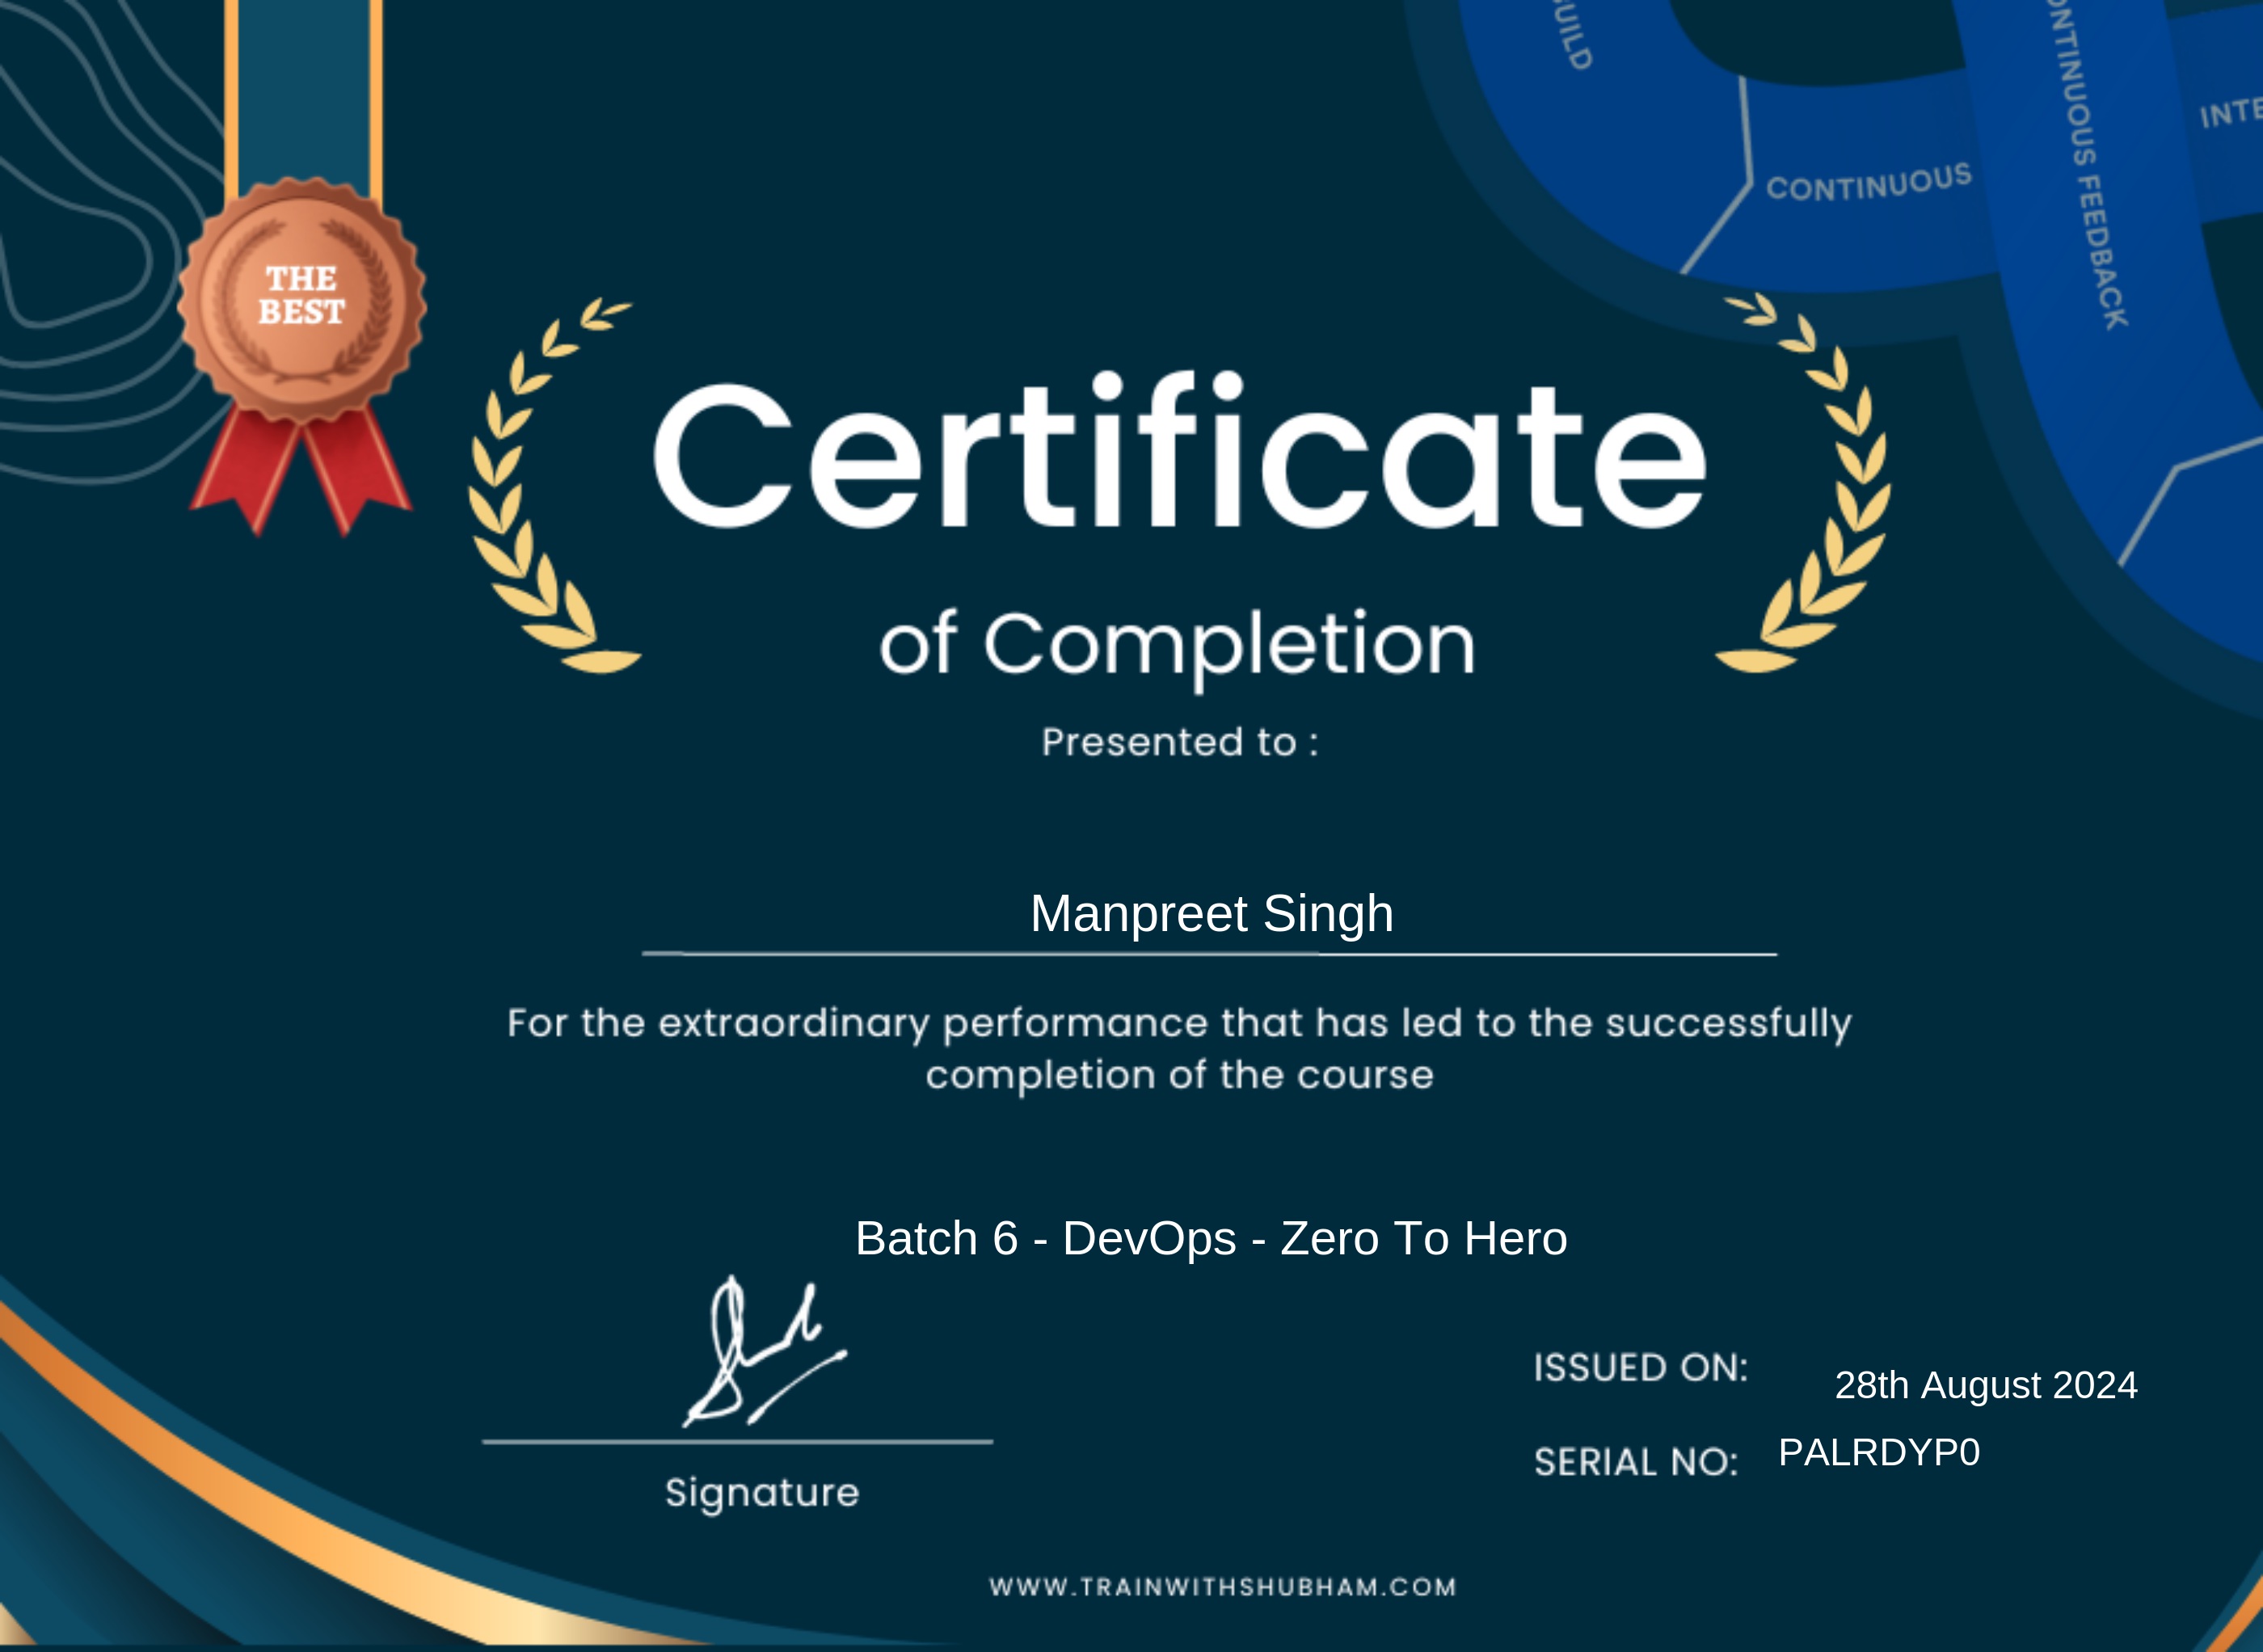 UILD
CONTINUOUS
ONTINUOUS FEEDBACK
INTE
THE
BEST
Certificate
of Completion
Presented to :
Manpreet Singh
For the extraordinary performance that has led to the successfully
completion of the course
Batch 6 - DevOps - Zero To Hero
ISSUED ON: 28th August 2024
SERIAL NO: PALRDYP0
Signature
WWW.TRAINWITHSHUBHAM.COM